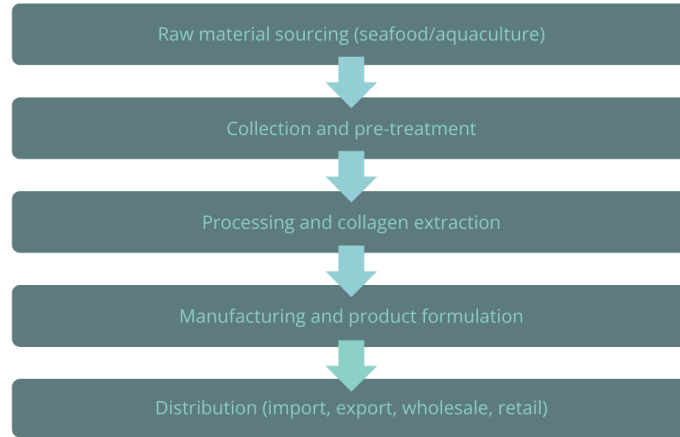 Raw material sourcing (seafood/aquaculture)
Collection and pre-treatment
Processing and collagen extraction
Manufacturing and product formulation
Distribution (import, export, wholesale, retail)